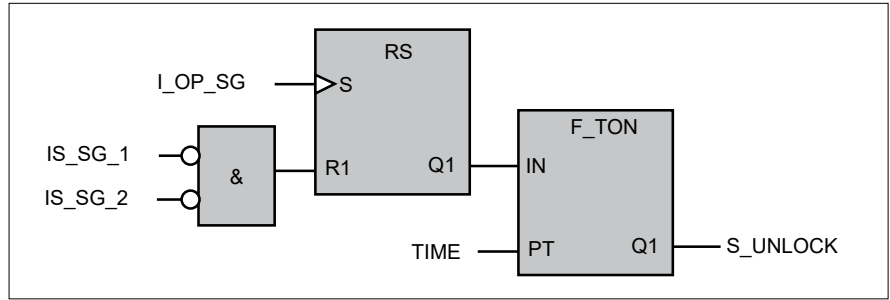 RS
I_OP_SG
S
IS_SG_1
IS_SG_2
&
R1
Q1
F_TON
IN
TIME
PT
Q1
S_UNLOCK